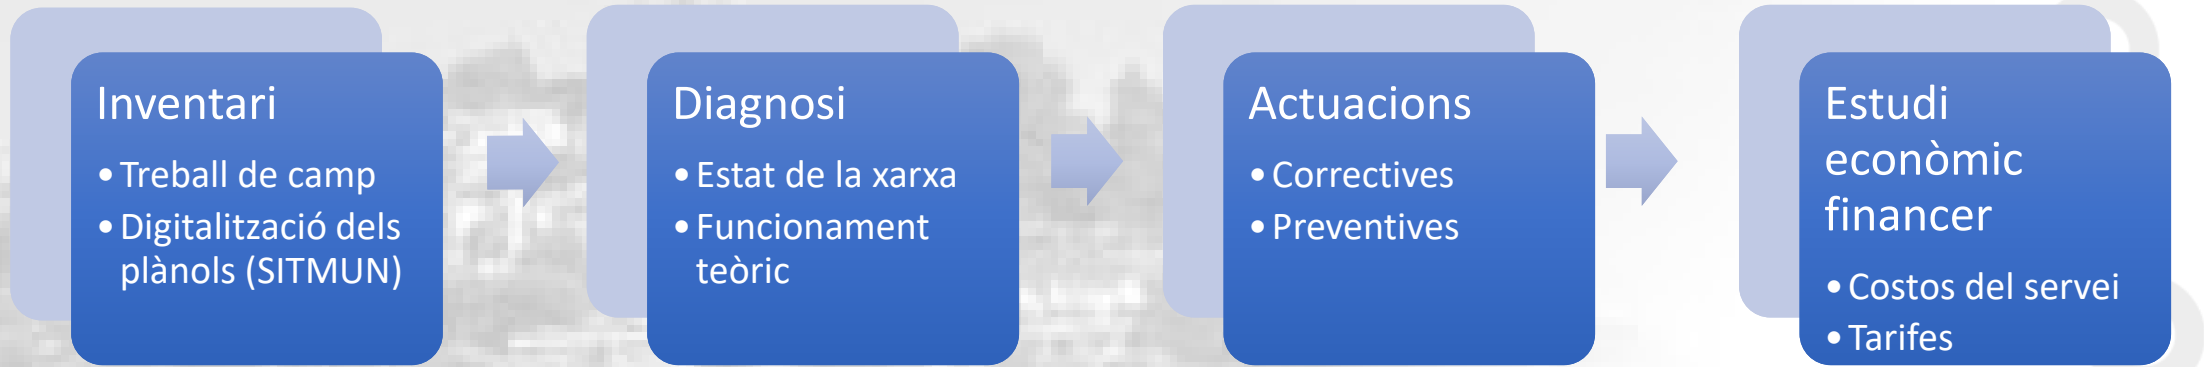 Inventari
• Treball de camp
• Digitalització dels
plànols (SITMUN)
Diagnosi
• Estat de la xarxa
• Funcionament
teòric
Actuacions
• Correctives
• Preventives
Estudi
econòmic
financer
• Costos del servei
• Tarifes